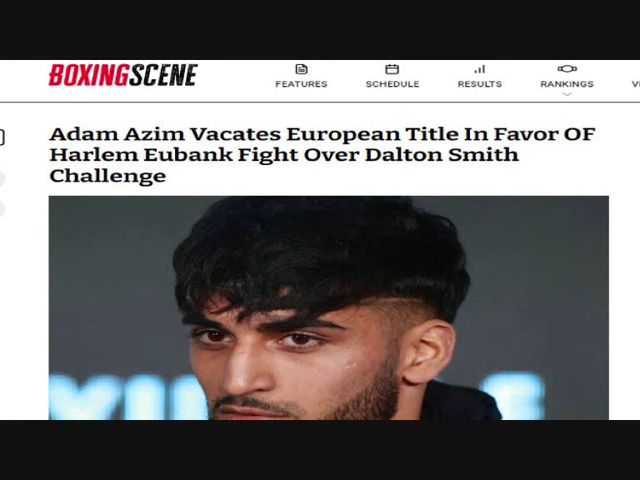 BOXINGSCENE
FEATURES SCHEDULE RESULTS RANKINGS
Adam Azim Vacates European Title In Favor OF
Harlem Eubank Fight Over Dalton Smith
Challenge